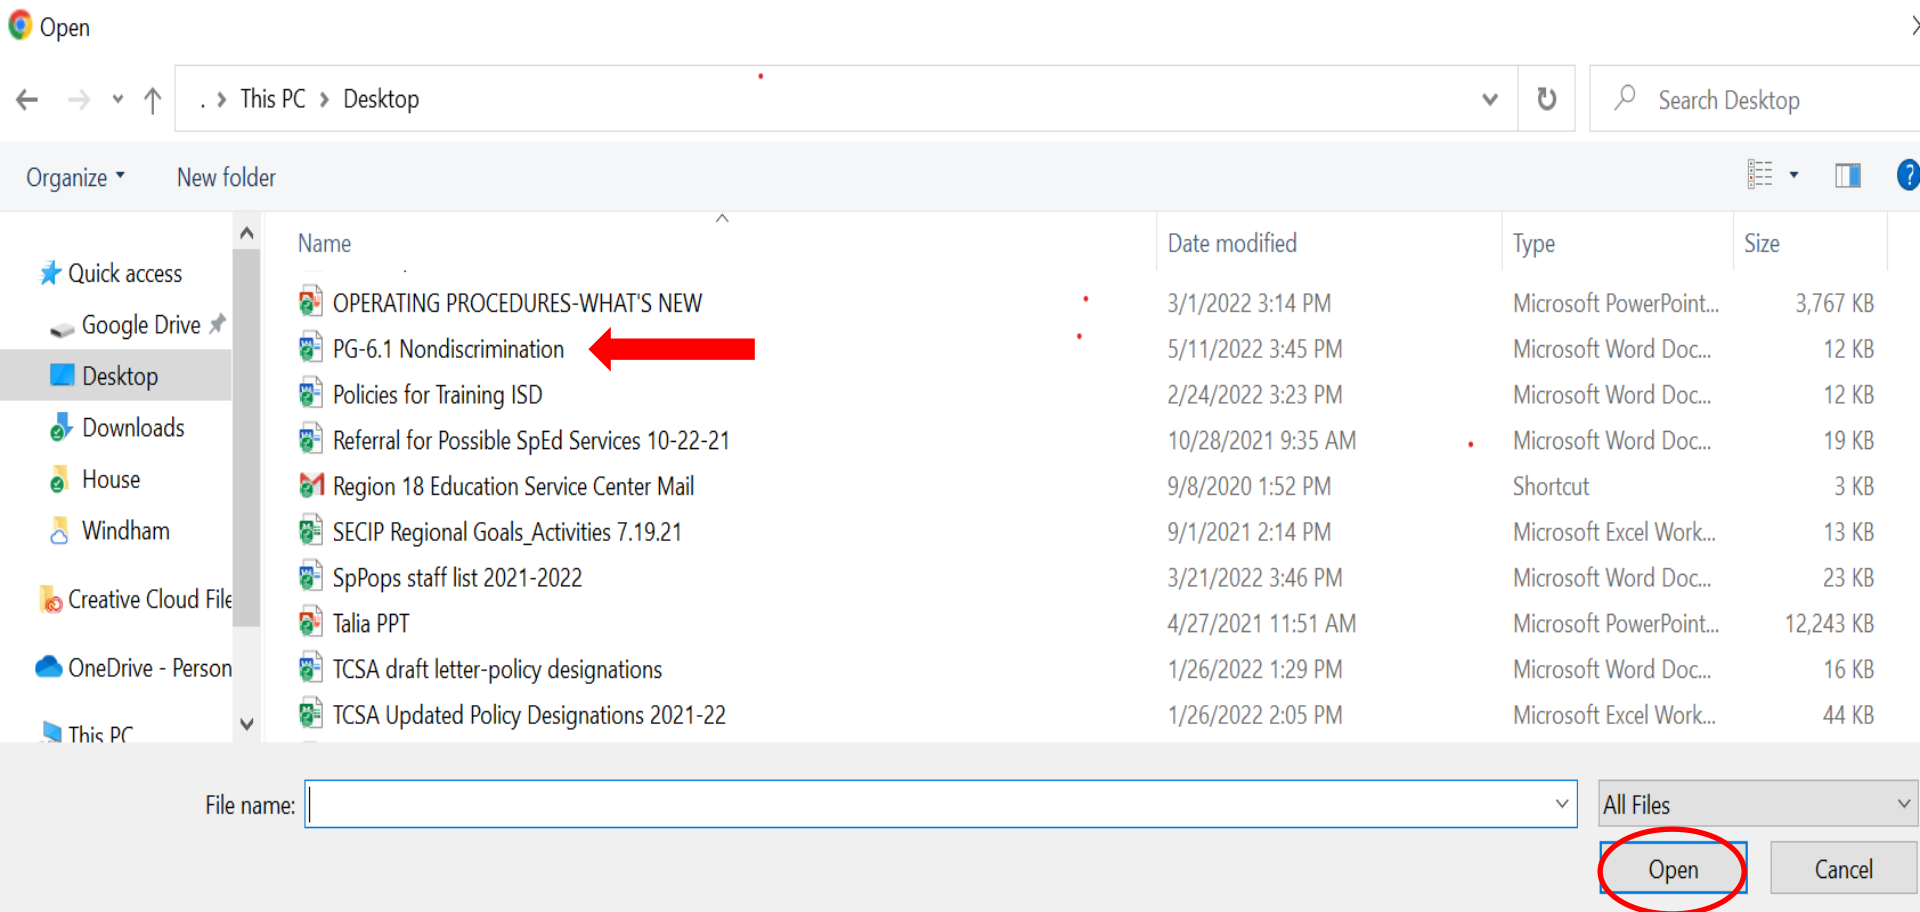 Open
. > This PC > Desktop
Search Desktop
Organize
New folder
?
Name Date modified Type Size
Quick access
Google Drive
Desktop
Downloads
House
Windham
Creative Cloud File
OneDrive - Person
This PC
OPERATING PROCEDURES-WHAT'S NEW 3/1/2022 3:14 PM Microsoft PowerPoint... 3,767 KB
PG-6.1 Nondiscrimination 5/11/2022 3:45 PM Microsoft Word Doc... 12 KB
Policies for Training ISD 2/24/2022 3:23 PM Microsoft Word Doc... 12 KB
Referral for Possible SpEd Services 10-22-21 10/28/2021 9:35 AM Microsoft Word Doc... 19 KB
Region 18 Education Service Center Mail 9/8/2020 1:52 PM Shortcut 3 KB
SECIP Regional Goals_Activities 7.19.21 9/1/2021 2:14 PM Microsoft Excel Work... 13 KB
SpPops staff list 2021-2022 3/21/2022 3:46 PM Microsoft Word Doc... 23 KB
Talia PPT 4/27/2021 11:51 AM Microsoft PowerPoint... 12,243 KB
TCSA draft letter-policy designations 1/26/2022 1:29 PM Microsoft Word Doc... 16 KB
TCSA Updated Policy Designations 2021-22 1/26/2022 2:05 PM Microsoft Excel Work... 44 KB
File name:
All Files
Open
Cancel